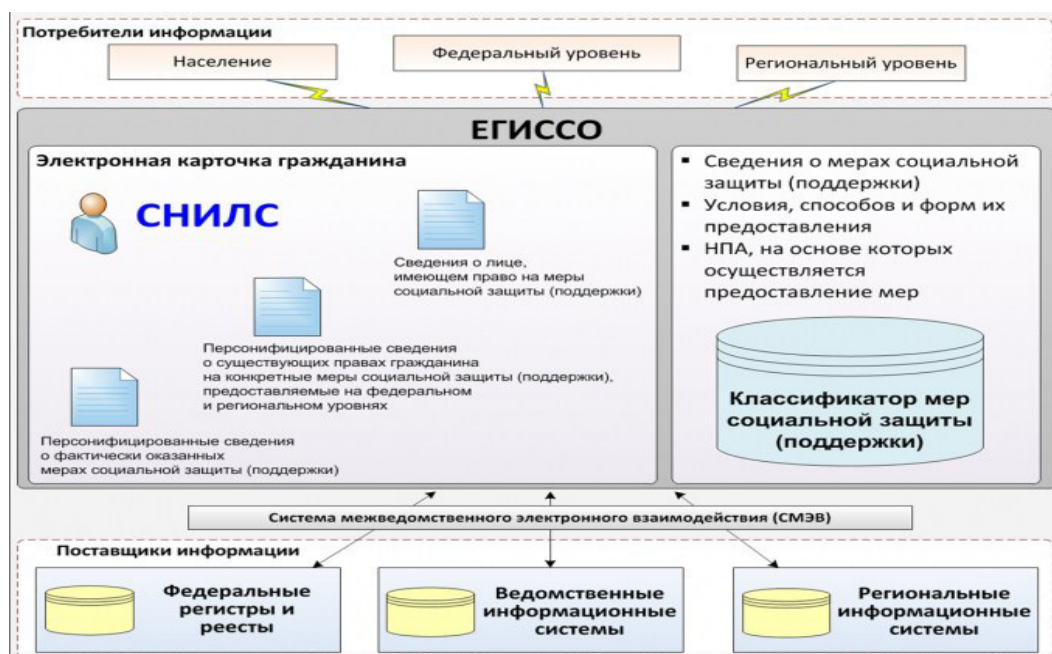 Потребители информации
Население
Федеральный уровень
Региональный уровень
ЕГИССО
Электронная карточка гражданина
СНИЛС
Сведения о лице,
имеющем право на меры
социальной защиты (поддержки)
Персонифицированные сведения
о существующих правах гражданина
на конкретные меры социальной защиты (поддержки),
предоставляемые на федеральном
и региональном уровнях
Персонифицированные сведения
о фактически оказанных
мерах социальной защиты (поддержки)
▪ Сведения о мерах социальной
защиты (поддержки)
▪ Условия, способов и форм их
предоставления
▪ НПА, на основе которых
осуществляется
предоставление мер
Классификатор мер
социальной защиты
(поддержки)
Система межведомственного электронного взаимодействия (СМЭВ)
Поставщики информации
Федеральные
регистры и
реесты
Ведомственные
информационные
системы
Региональные
информационные
системы